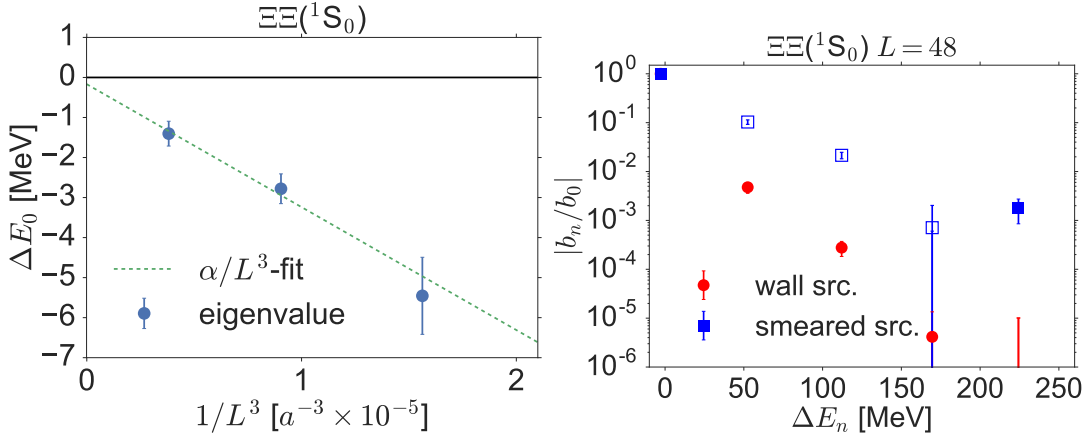 ΞΞ(¹S₀)
1
0
−1
−2
−3
−4
−5
−6
−7
ΔE₀ [MeV]
α/L³-fit
eigenvalue
0
1
2
1/L³ [a⁻³ × 10⁻⁵]
ΞΞ(¹S₀) L = 48
10⁰
10⁻¹
10⁻²
10⁻³
10⁻⁴
10⁻⁵
10⁻⁶
|bₙ/b₀|
wall src.
smeared src.
0
50
100
150
200
250
ΔEₙ [MeV]